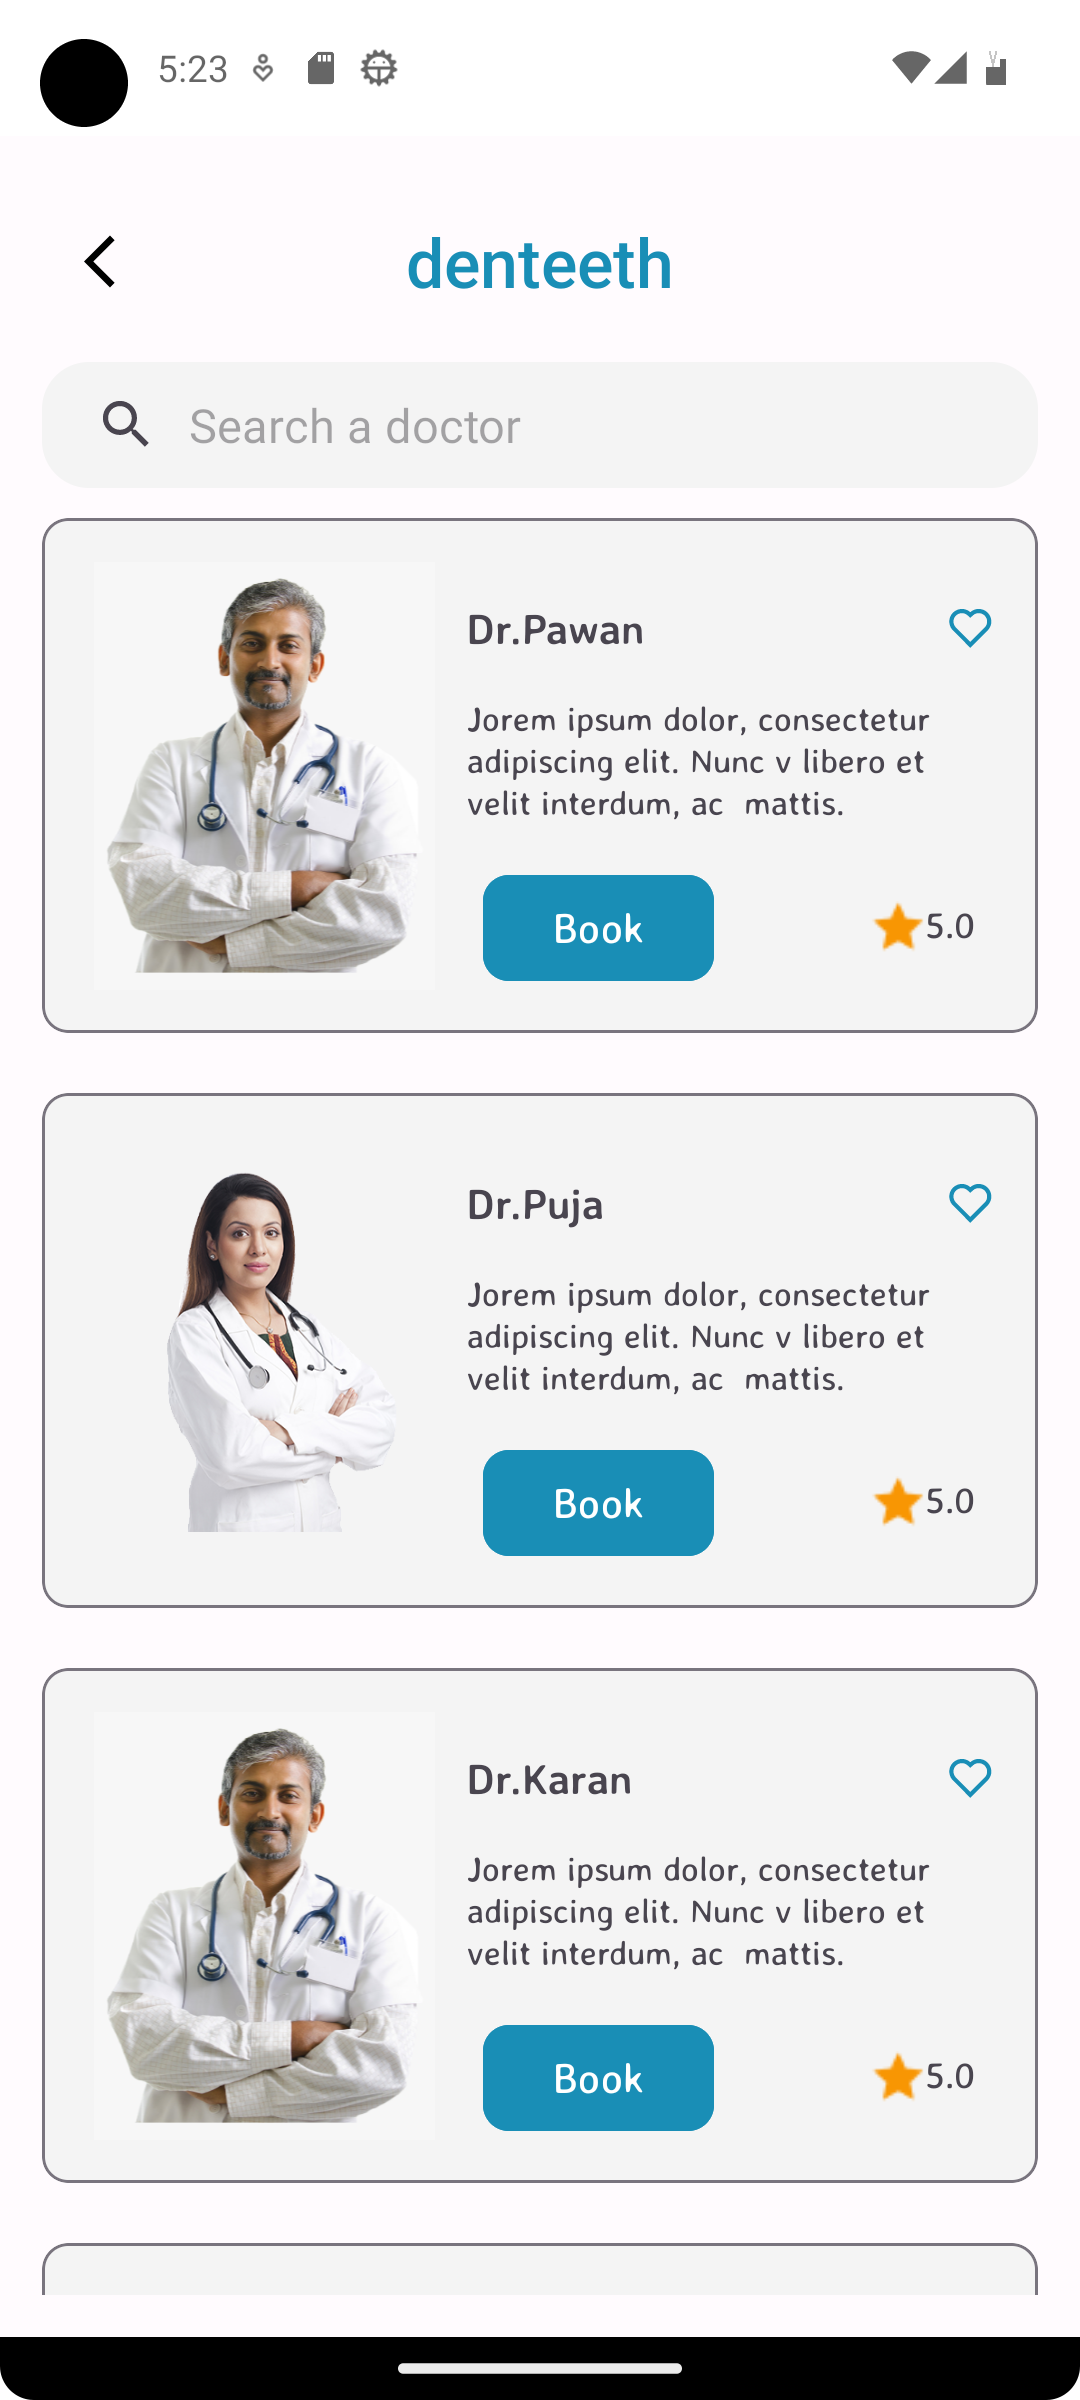 5:23
denteeth
Search a doctor
Dr.Pawan
Jorem ipsum dolor, consectetur
adipiscing elit. Nunc v libero et
velit interdum, ac  mattis.
Book
5.0
Dr.Puja
Jorem ipsum dolor, consectetur
adipiscing elit. Nunc v libero et
velit interdum, ac  mattis.
Book
5.0
Dr.Karan
Jorem ipsum dolor, consectetur
adipiscing elit. Nunc v libero et
velit interdum, ac  mattis.
Book
5.0